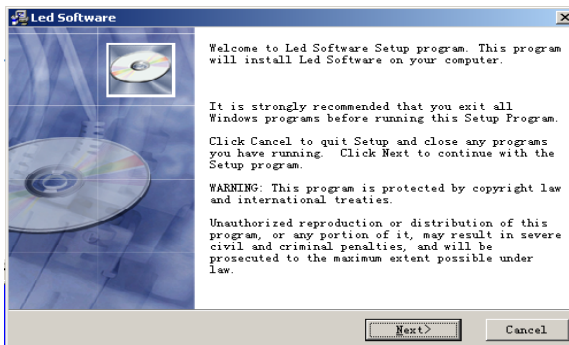 Led Software
Welcome to Led Software Setup program. This program
will install Led Software on your computer.
It is strongly recommended that you exit all
Windows programs before running this Setup Program.
Click Cancel to quit Setup and close any programs
you have running. Click Next to continue with the
Setup program.
WARNING: This program is protected by copyright law
and international treaties.
Unauthorized reproduction or distribution of this
program, or any portion of it, may result in severe
civil and criminal penalties, and will be
prosecuted to the maximum extent possible under
law.
Next>
Cancel